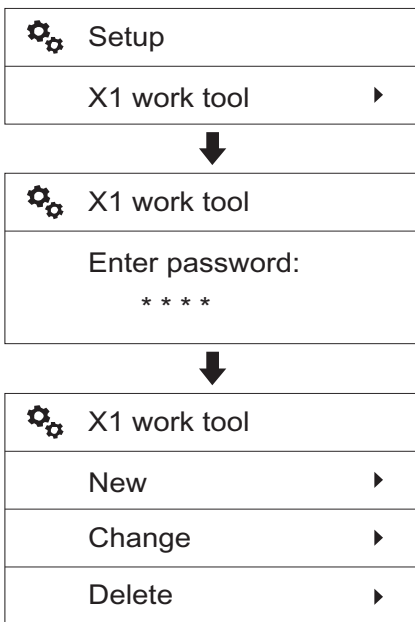 Setup
X1 work tool
X1 work tool
Enter password:
* * * *
X1 work tool
New
Change
Delete